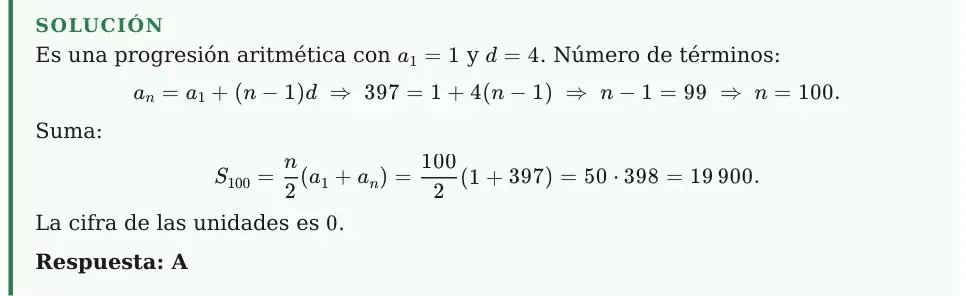 SOLUCIÓN
Es una progresión aritmética con a₁ = 1 y d = 4. Número de términos:
aₙ = a₁ + (n − 1)d ⇒ 397 = 1 + 4(n − 1) ⇒ n − 1 = 99 ⇒ n = 100.
Suma:
S₁₀₀ = n/2 (a₁ + aₙ) = 100/2 (1 + 397) = 50 · 398 = 19 900.
La cifra de las unidades es 0.
Respuesta: A